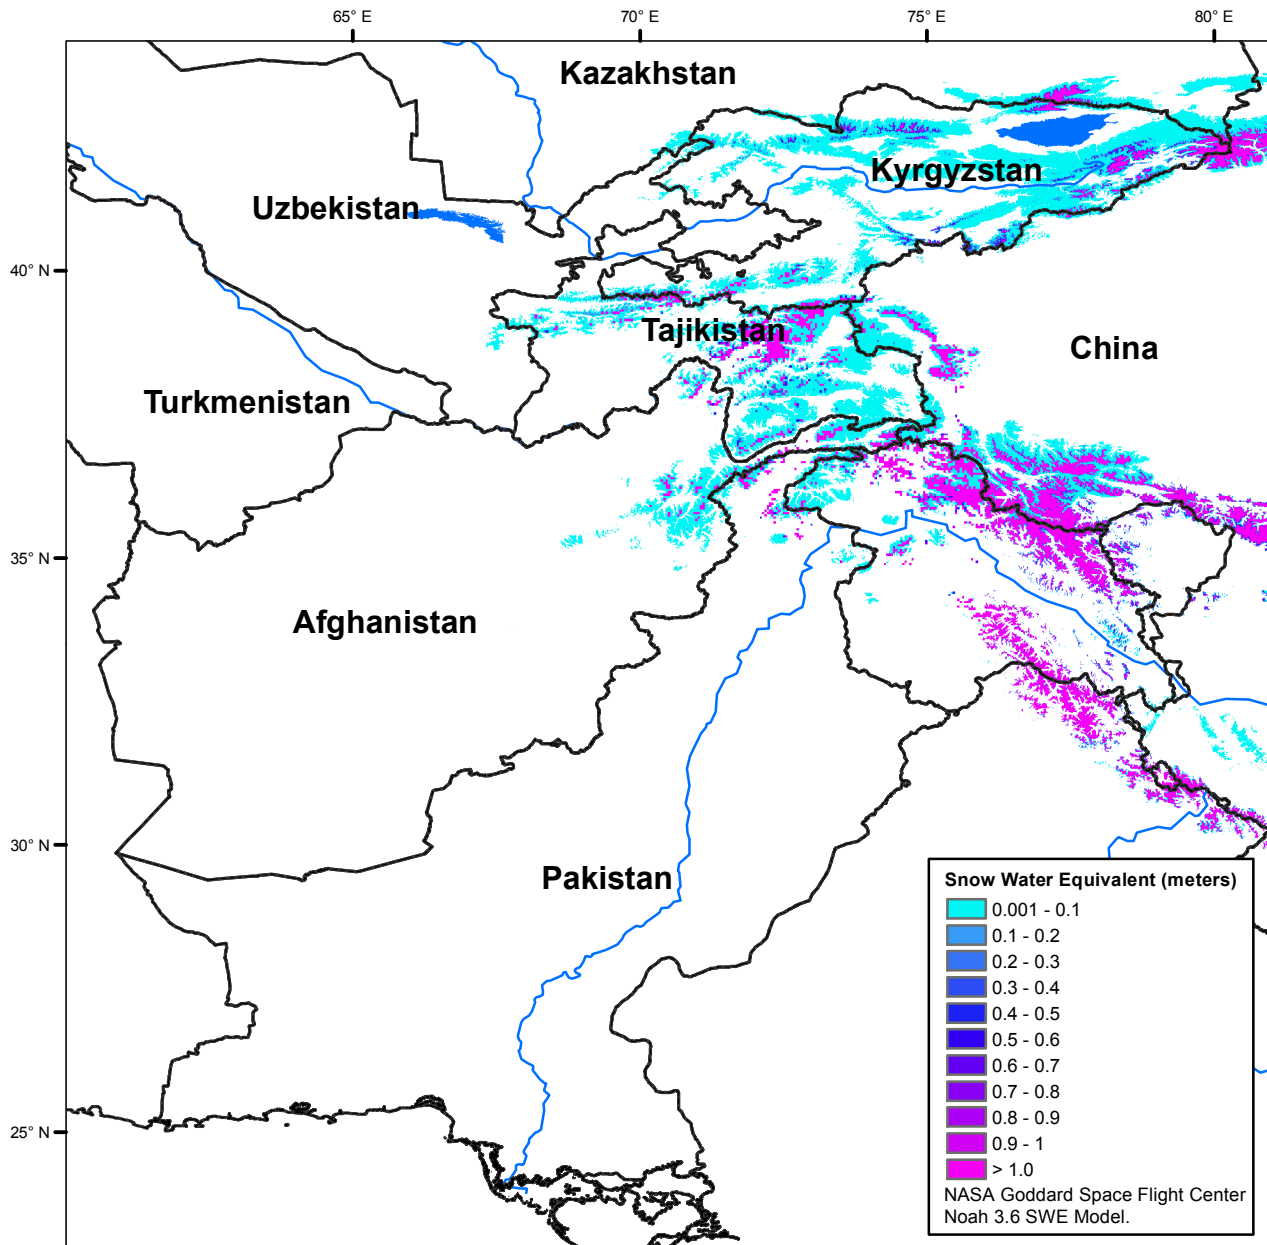 65° E
70° E
75° E
80° E
Kazakhstan
Kyrgyzstan
Uzbekistan
40° N
Tajikistan
China
Turkmenistan
35° N
Afghanistan
30° N
Pakistan
25° N
Snow Water Equivalent (meters)
0.001 - 0.1
0.1 - 0.2
0.2 - 0.3
0.3 - 0.4
0.4 - 0.5
0.5 - 0.6
0.6 - 0.7
0.7 - 0.8
0.8 - 0.9
0.9 - 1
> 1.0
NASA Goddard Space Flight Center
Noah 3.6 SWE Model.